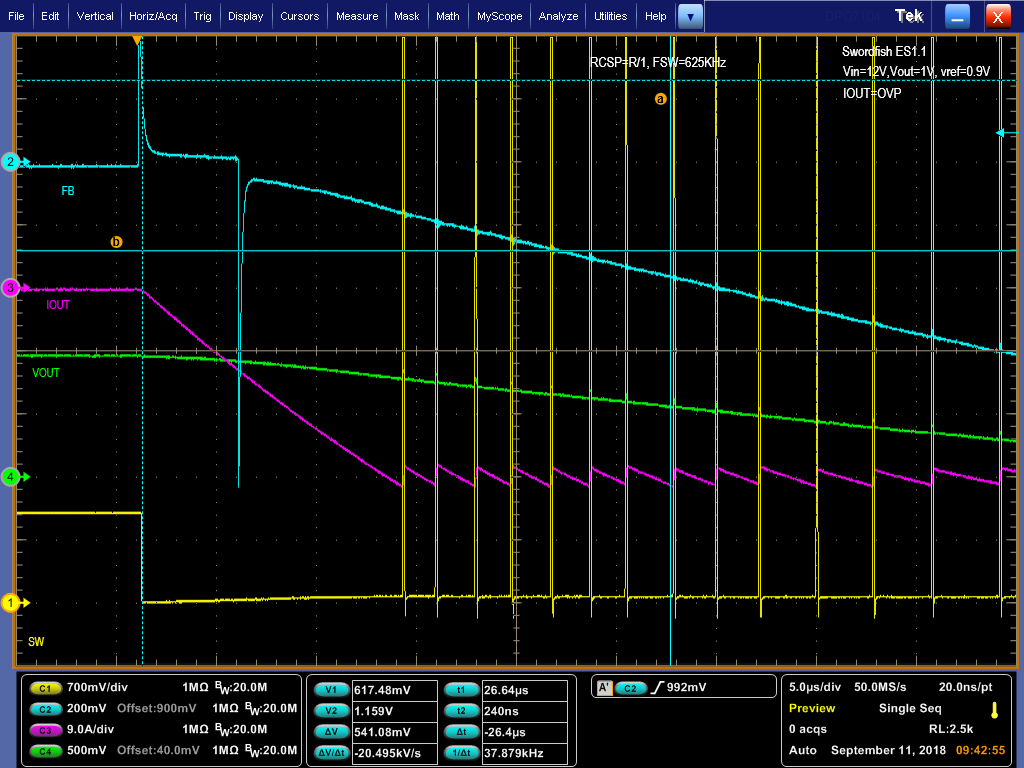 File Edit Vertical Horiz/Acq Trig Display Cursors Measure Mask Math MyScope Analyze Utilities Help Tek X
Swordfish ES1.1
RCSP=R/1, FSW=625KHz
Vin=12V,Vout=1V, vref=0.9V
IOUT=OVP
a
2
FB
b
3
IOUT
VOUT
4
1
SW
C1 700mV/div 1MΩ BW:20.0M
C2 200mV Offset:900mV 1MΩ BW:20.0M
C3 9.0A/div 1MΩ BW:20.0M
C4 500mV Offset:40.0mV 1MΩ BW:20.0M
V1 617.48mV t1 26.64µs
V2 1.159V t2 240ns
ΔV 541.08mV Δt -26.4µs
ΔV/Δt -20.495kV/s 1/Δt 37.879kHz
A' C2 992mV
5.0µs/div 50.0MS/s 20.0ns/pt
Preview Single Seq
0 acqs RL:2.5k
Auto September 11, 2018 09:42:55